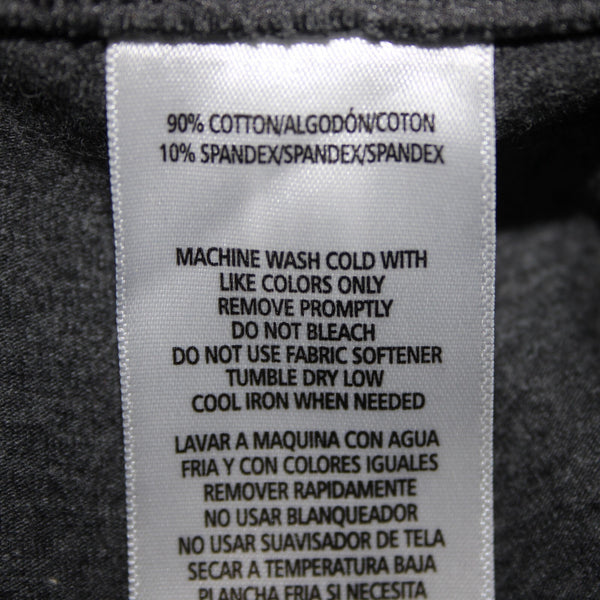 90% COTTON/ALGODÓN/COTON
10% SPANDEX/SPANDEX/SPANDEX
MACHINE WASH COLD WITH
LIKE COLORS ONLY
REMOVE PROMPTLY
DO NOT BLEACH
DO NOT USE FABRIC SOFTENER
TUMBLE DRY LOW
COOL IRON WHEN NEEDED
LAVAR A MAQUINA CON AGUA
FRIA Y CON COLORES IGUALES
REMOVER RAPIDAMENTE
NO USAR BLANQUEADOR
NO USAR SUAVISADOR DE TELA
SECAR A TEMPERATURA BAJA
PLANCHA FRIA SI NECESITA